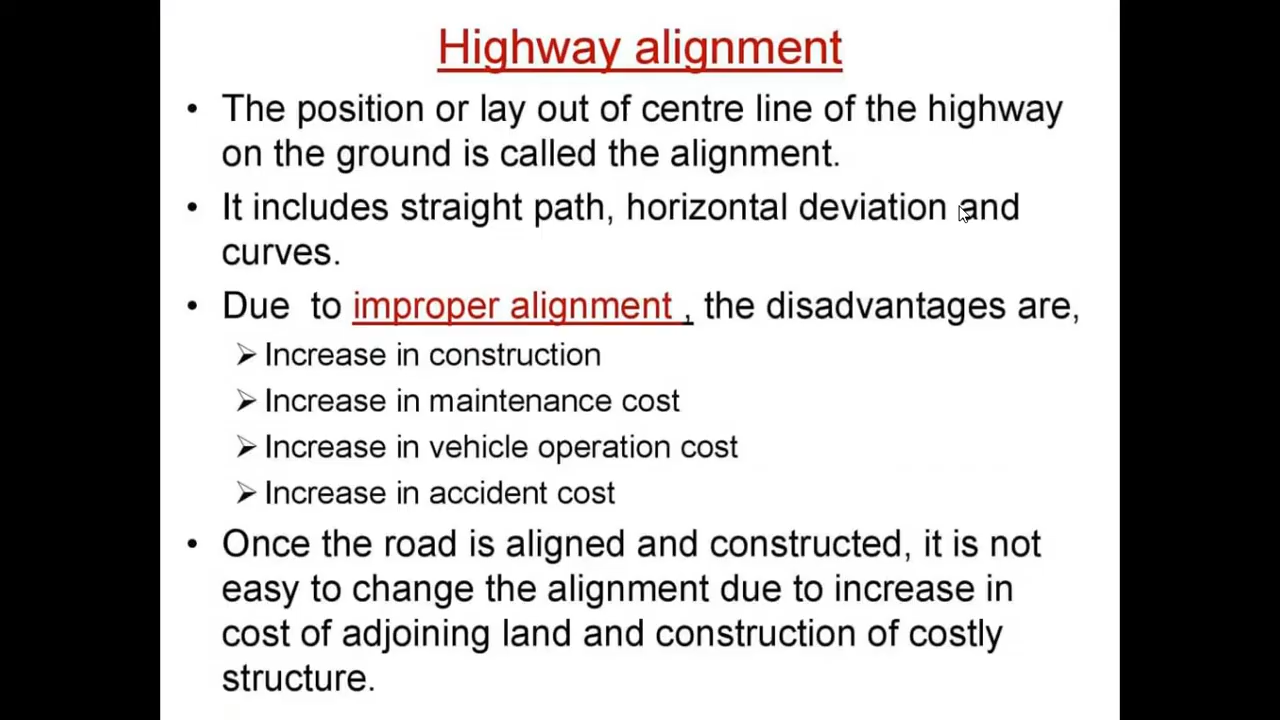 Highway alignment
• The position or lay out of centre line of the highway
on the ground is called the alignment.
• It includes straight path, horizontal deviation and
curves.
• Due to improper alignment , the disadvantages are,
➢ Increase in construction
➢ Increase in maintenance cost
➢ Increase in vehicle operation cost
➢ Increase in accident cost
• Once the road is aligned and constructed, it is not
easy to change the alignment due to increase in
cost of adjoining land and construction of costly
structure.